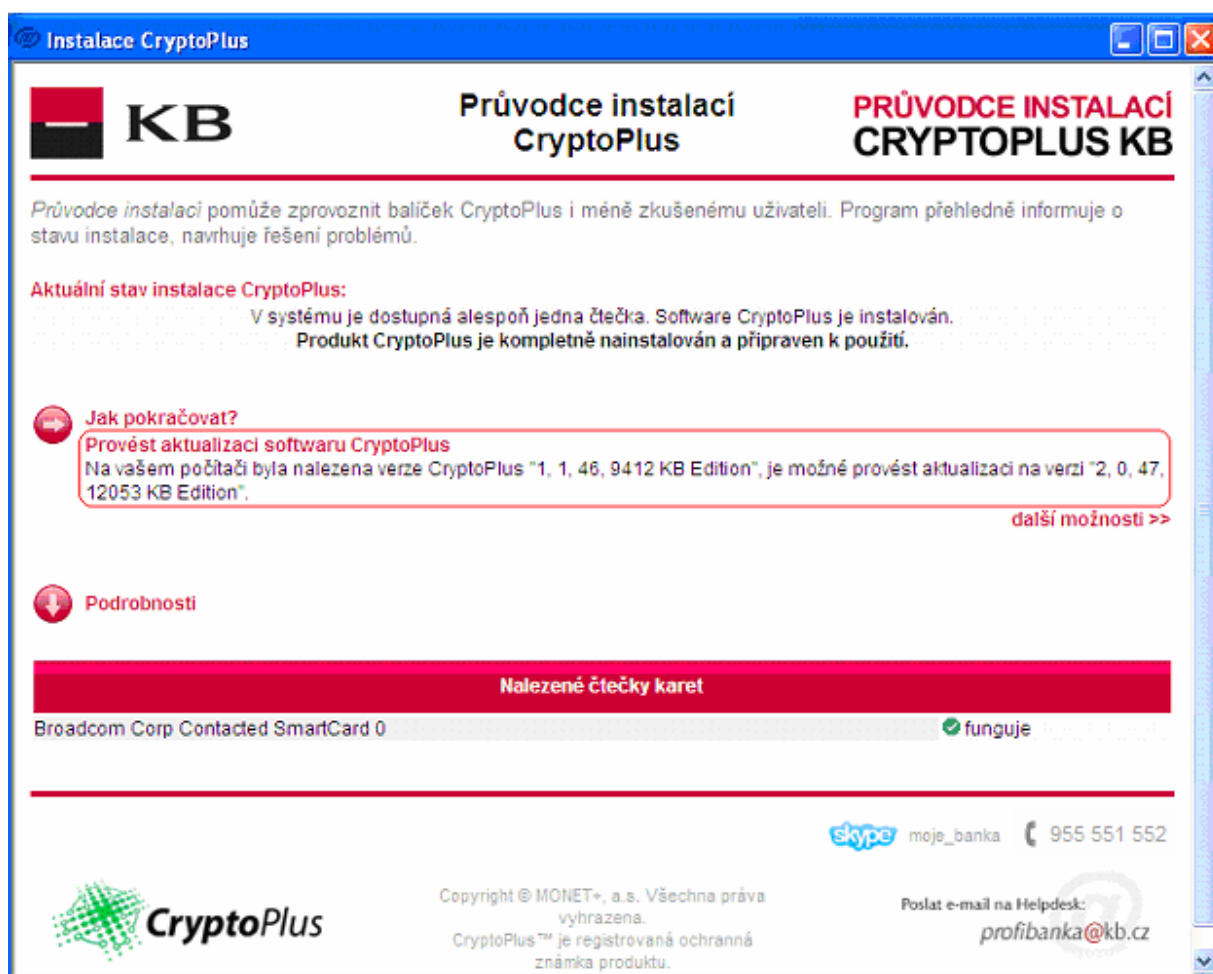 Instalace CryptoPlus
KB
Průvodce instalací
CryptoPlus
PRŮVODCE INSTALACÍ
CRYPTOPLUS KB
Průvodce instalací pomůže zprovoznit balíček CryptoPlus i méně zkušenému uživateli. Program přehledně informuje o
stavu instalace, navrhuje řešení problémů.
Aktuální stav instalace CryptoPlus:
V systému je dostupná alespoň jedna čtečka. Software CryptoPlus je instalován.
Produkt CryptoPlus je kompletně nainstalován a připraven k použití.
Jak pokračovat?
Provést aktualizaci softwaru CryptoPlus
Na vašem počítači byla nalezena verze CryptoPlus "1, 1, 46, 9412 KB Edition", je možné provést aktualizaci na verzi "2, 0, 47,
12053 KB Edition".
další možnosti >>
Podrobnosti
Nalezené čtečky karet
Broadcom Corp Contacted SmartCard 0 funguje
skype moje_banka 955 551 552
CryptoPlus
Copyright © MONET+, a.s. Všechna práva
vyhrazena.
CryptoPlus™ je registrovaná ochranná
známka produktu.
Poslat e-mail na Helpdesk:
profibanka@kb.cz